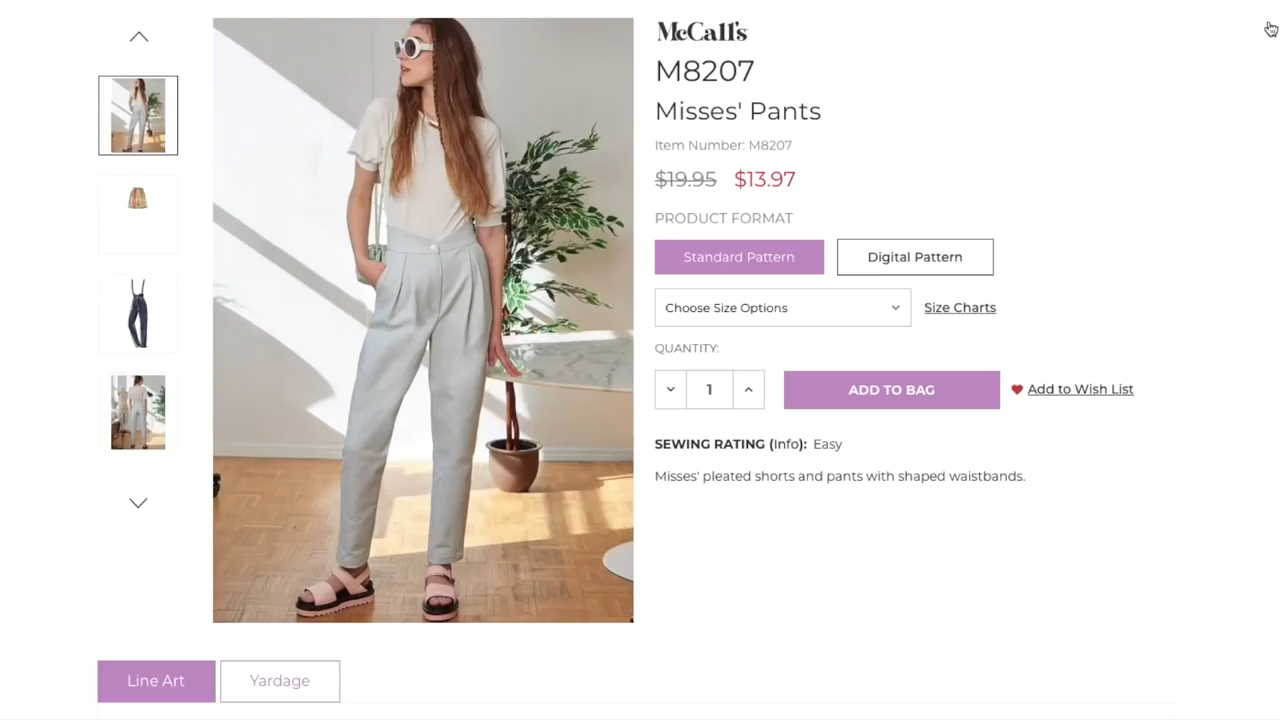 McCall's
M8207
Misses' Pants
Item Number: M8207
$19.95 $13.97
PRODUCT FORMAT
Standard Pattern Digital Pattern
Choose Size Options Size Charts
QUANTITY:
1 ADD TO BAG Add to Wish List
SEWING RATING (Info): Easy
Misses' pleated shorts and pants with shaped waistbands.
Line Art Yardage